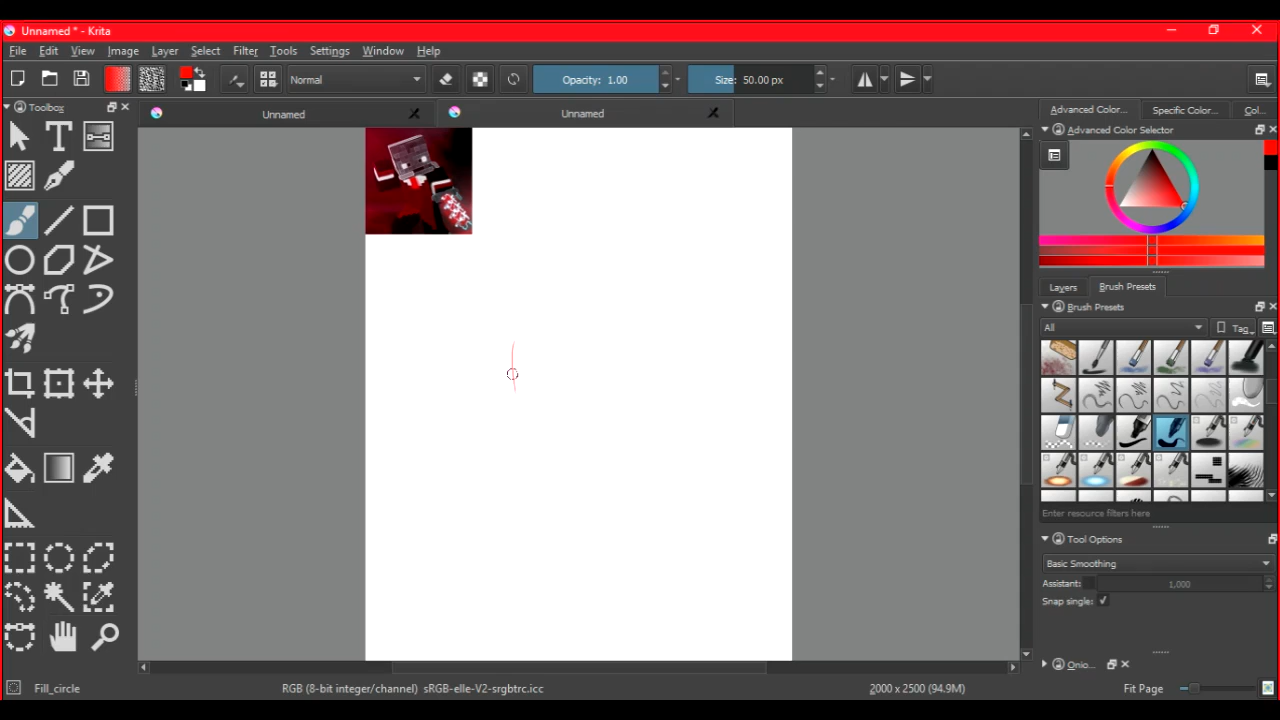 Unnamed * - Krita
File Edit View Image Layer Select Filter Tools Settings Window Help
Normal Opacity: 1.00 Size: 50.00 px
Toolbox Unnamed Unnamed Advanced Color... Specific Color... Col...
Advanced Color Selector
Layers Brush Presets
Brush Presets
All Tag
Enter resource filters here
Tool Options
Basic Smoothing
Assistant: 1,000
Snap single:
Onio...
Fill_circle RGB (8-bit integer/channel) sRGB-elle-V2-srgbtrc.icc 2000 x 2500 (94.9M) Fit Page